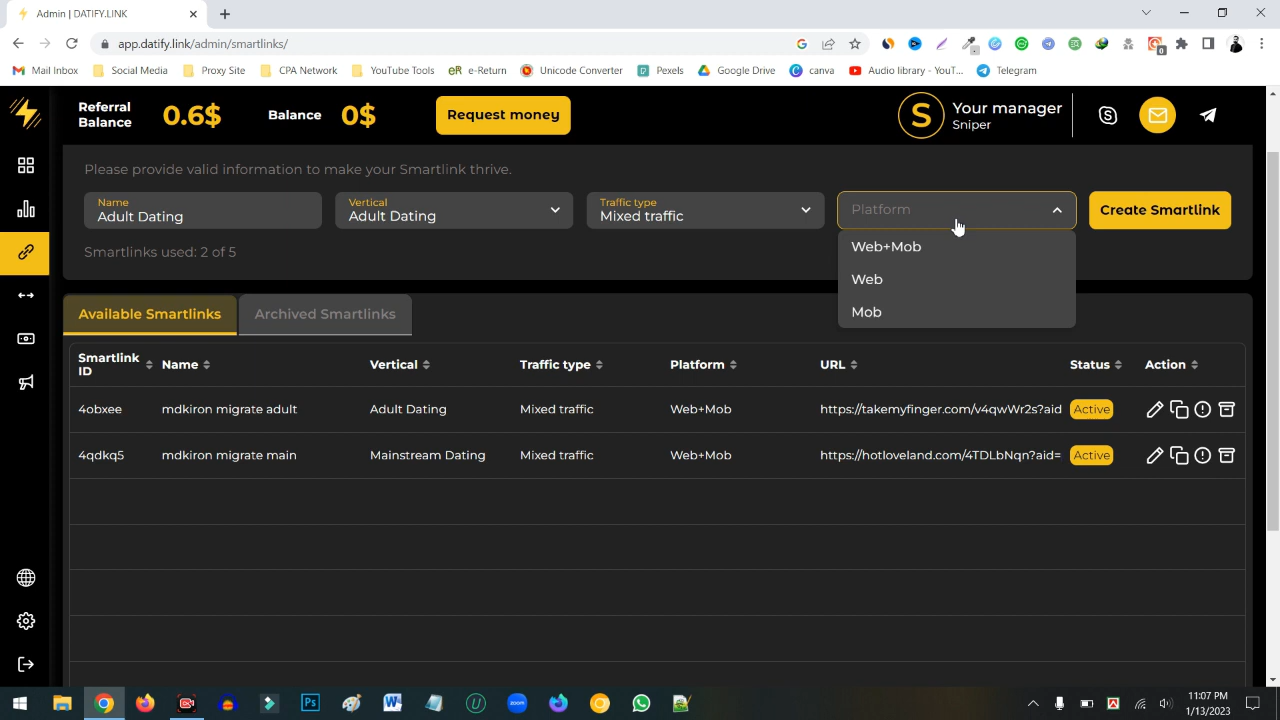 Admin | DATIFY.LINK
app.datify.link/admin/smartlinks/
0
Mail Inbox Social Media Proxy Site CPA Network YouTube Tools eR e-Return Unicode Converter Pexels Google Drive canva Audio library - YouT... Telegram
Referral Balance 0.6$ Balance 0$ Request money S Your manager
Sniper
Please provide valid information to make your Smartlink thrive.
Name Vertical Traffic type
Adult Dating Adult Dating Mixed traffic Platform Create Smartlink
Smartlinks used: 2 of 5
Web+Mob
Web
Mob
Available Smartlinks Archived Smartlinks
Smartlink ID Name Vertical Traffic type Platform URL Status Action
4obxee mdkiron migrate adult Adult Dating Mixed traffic Web+Mob https://takemyfinger.com/v4qwWr2s?aid Active
4qdkq5 mdkiron migrate main Mainstream Dating Mixed traffic Web+Mob https://hotloveland.com/4TDLbNqn?aid= Active
11:07 PM
1/13/2023